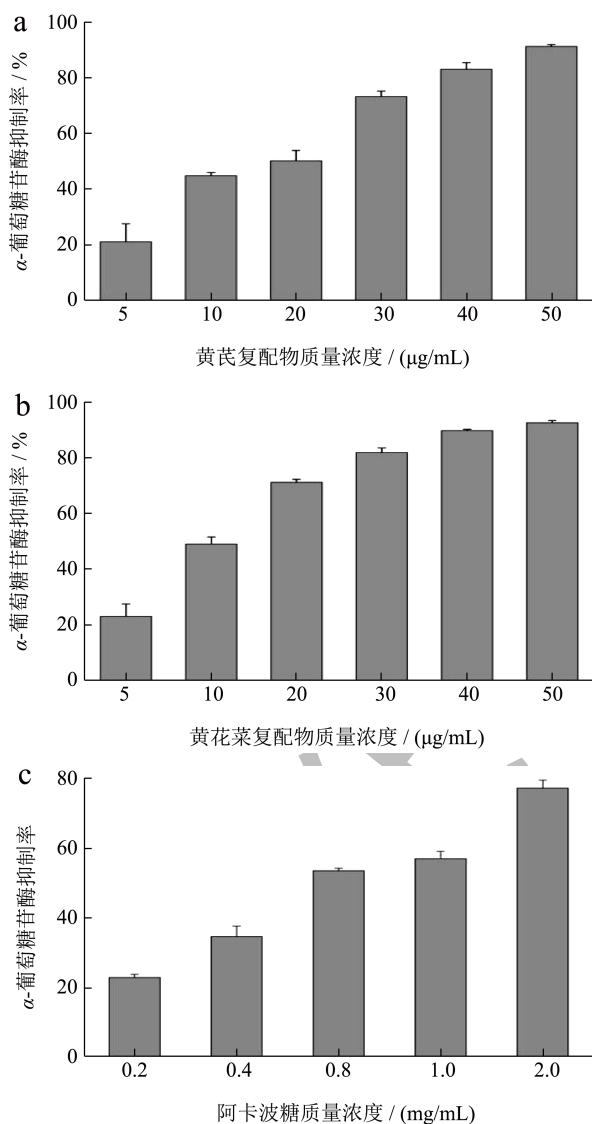 a
α-葡萄糖苷酶抑制率 / %
100
80
60
40
20
0
5 10 20 30 40 50
黄芪复配物质量浓度 / (μg/mL)
b
α-葡萄糖苷酶抑制率 / %
100
80
60
40
20
0
5 10 20 30 40 50
黄花菜复配物质量浓度 / (μg/mL)
c
α-葡萄糖苷酶抑制率
80
60
40
20
0
0.2 0.4 0.8 1.0 2.0
阿卡波糖质量浓度 / (mg/mL)